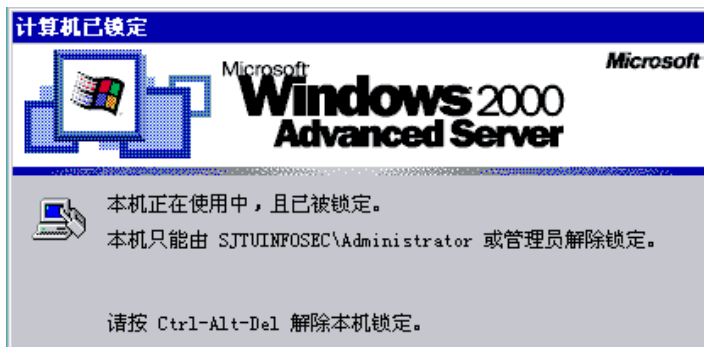 计算机已锁定
Microsoft
Microsoft
Windows 2000
Advanced Server
本机正在使用中，且已被锁定。
本机只能由 SJTUINFOSEC\Administrator 或管理员解除锁定。
请按 Ctrl-Alt-Del 解除本机锁定。